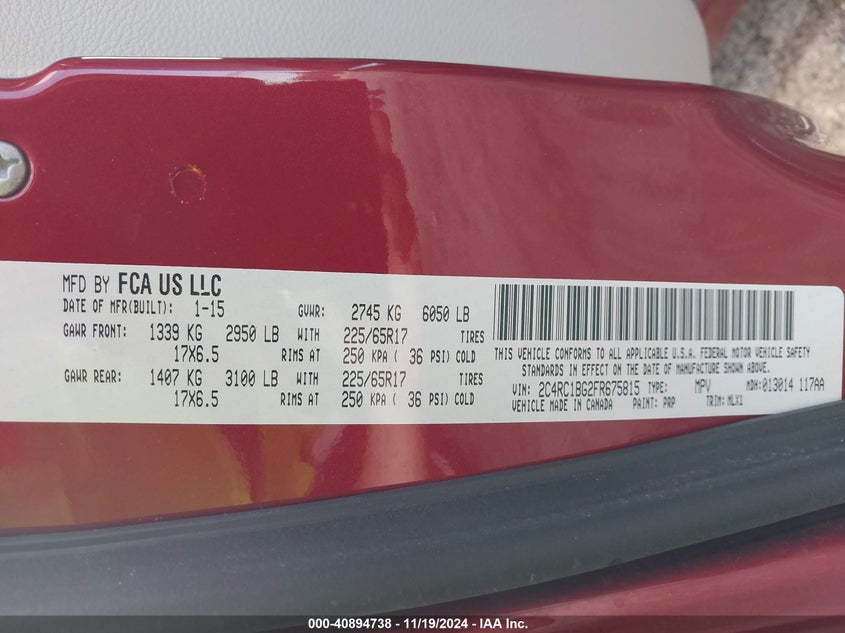 MFD BY FCA US LLC
DATE OF MFR(BUILT): 1-15 GVWR: 2745 KG 6050 LB
GAWR FRONT: 1339 KG 2950 LB WITH 225/65R17 TIRES
17X6.5 RIMS AT 250 KPA ( 36 PSI) COLD
GAWR REAR: 1407 KG 3100 LB WITH 225/65R17 TIRES
17X6.5 RIMS AT 250 KPA ( 36 PSI) COLD
THIS VEHICLE CONFORMS TO ALL APPLICABLE U.S.A. FEDERAL MOTOR VEHICLE SAFETY
STANDARDS IN EFFECT ON THE DATE OF MANUFACTURE SHOWN ABOVE.
VIN: 2C4RC1BG2FR675815 TYPE: MPV MDH:013014 117AA
VEHICLE MADE IN CANADA PAINT: PRP TRIM: MLX1
000-40894738 - 11/19/2024 - IAA Inc.